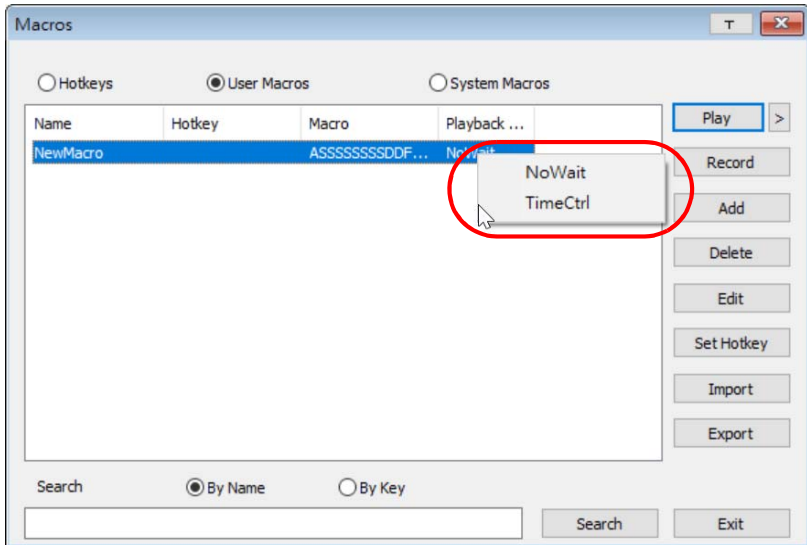 Macros
T
Hotkeys User Macros System Macros
Name Hotkey Macro Playback ...
NewMacro ASSSSSSSSDDF... NoWait
NoWait
TimeCtrl
Play >
Record
Add
Delete
Edit
Set Hotkey
Import
Export
Search By Name By Key
Search Exit